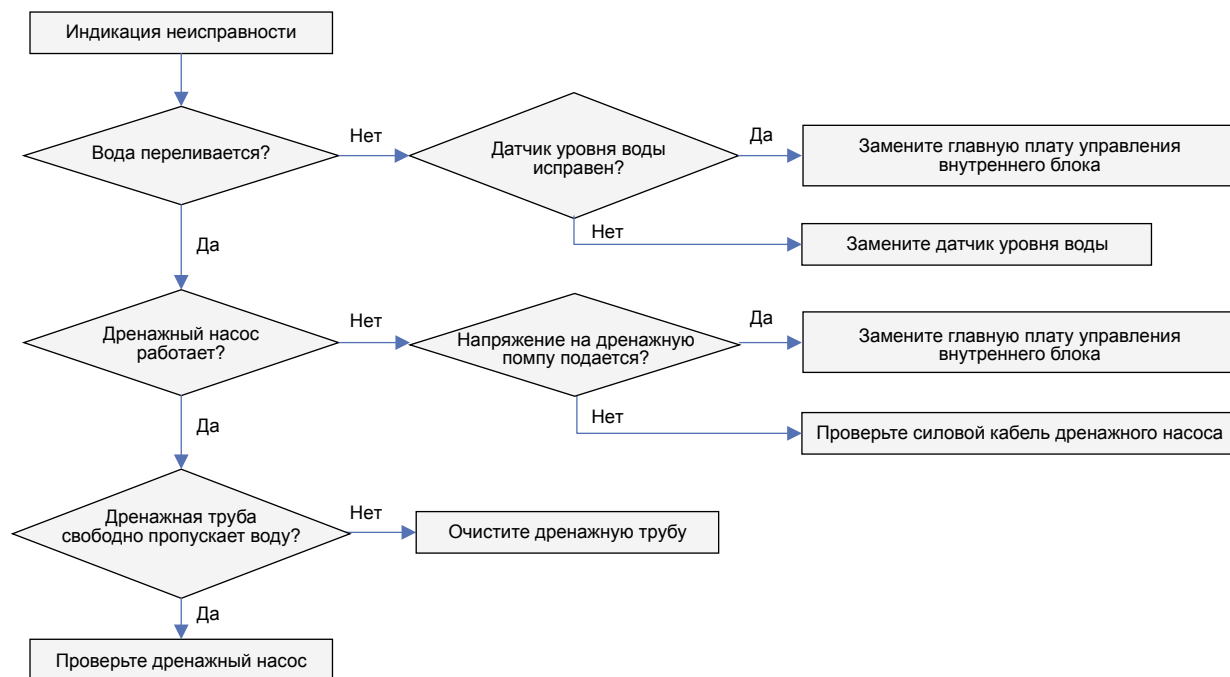 Индикация неисправности
Вода переливается?
Нет
Датчик уровня воды
исправен?
Да
Замените главную плату управления
внутреннего блока
Нет
Замените датчик уровня воды
Да
Дренажный насос
работает?
Нет
Напряжение на дренажную
помпу подается?
Да
Замените главную плату управления
внутреннего блока
Нет
Проверьте силовой кабель дренажного насоса
Да
Дренажная труба
свободно пропускает воду?
Нет
Очистите дренажную трубу
Да
Проверьте дренажный насос